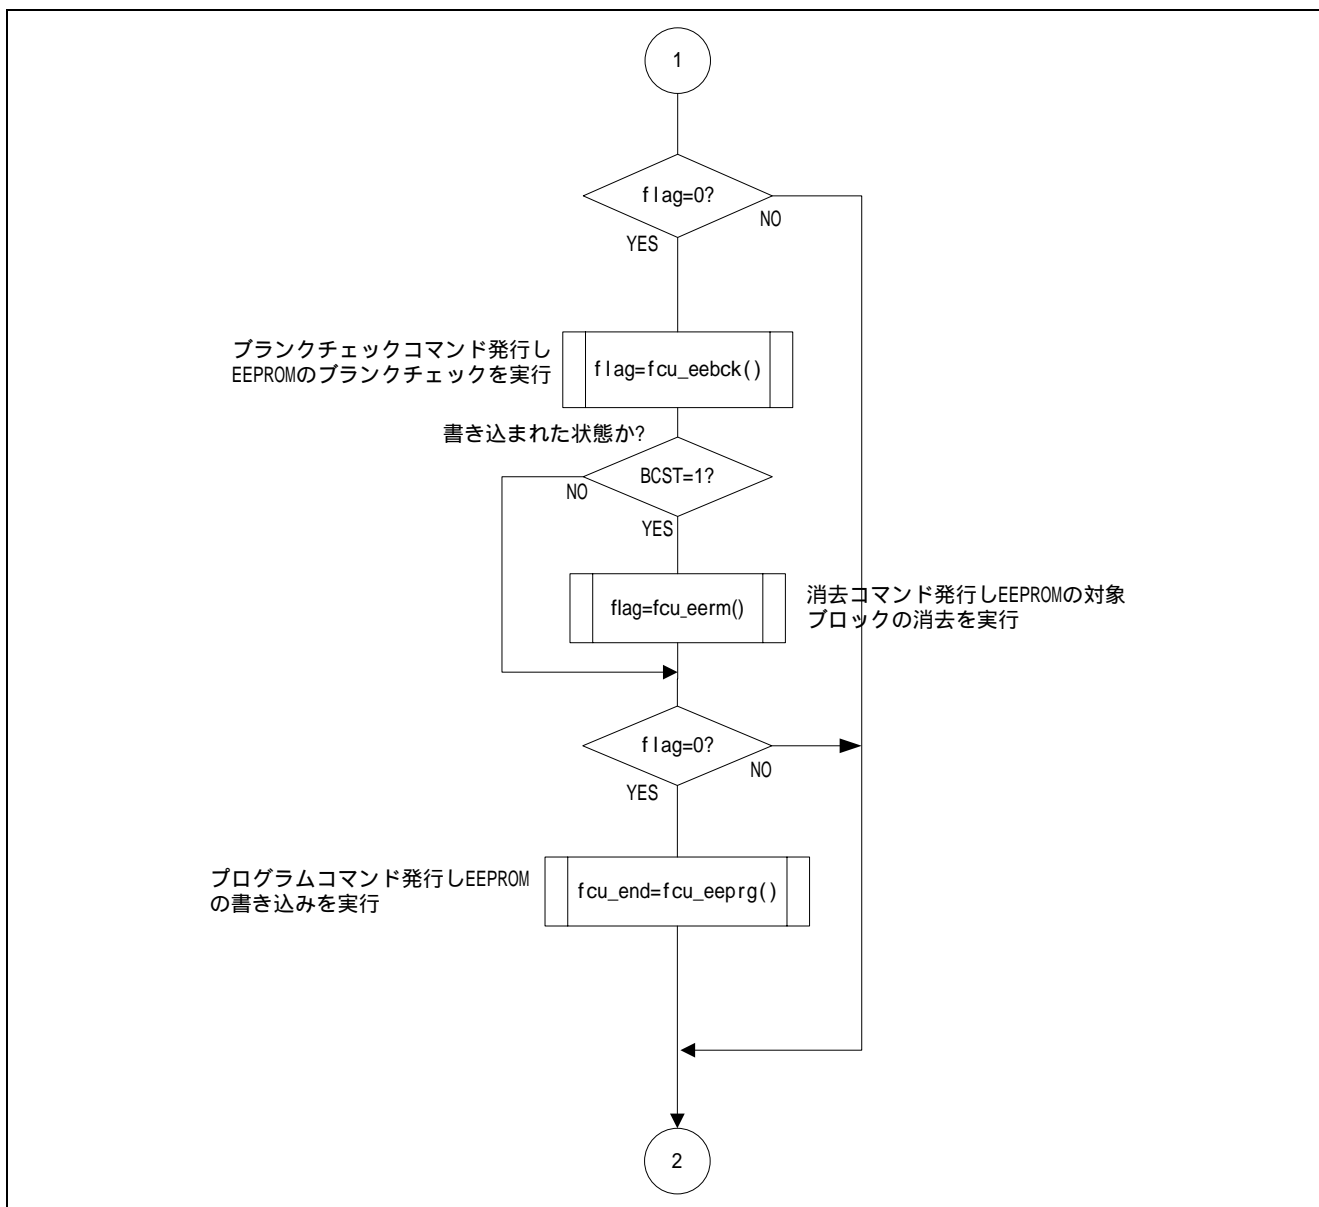 1
flag=0?
NO
YES
ブランクチェックコマンド発行し
EEPROMのブランクチェックを実行
flag=fcu_eebck()
書き込まれた状態か?
BCST=1?
NO
YES
flag=fcu_eerm()
消去コマンド発行しEEPROMの対象
ブロックの消去を実行
flag=0?
NO
YES
プログラムコマンド発行しEEPROM
の書き込みを実行
fcu_end=fcu_eeprg()
2